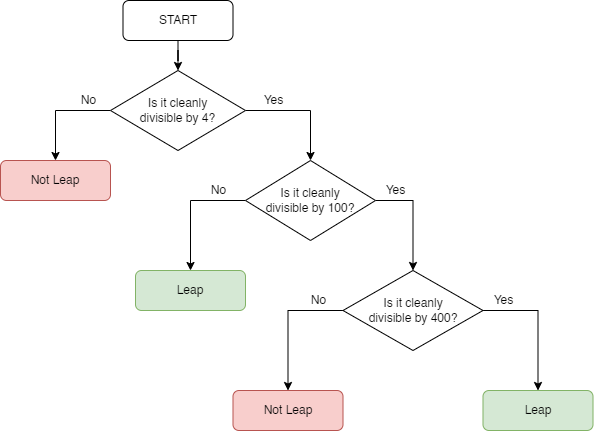 START
Is it cleanly
divisible by 4?
No
Yes
Not Leap
Is it cleanly
divisible by 100?
No
Yes
Leap
Is it cleanly
divisible by 400?
No
Yes
Not Leap
Leap